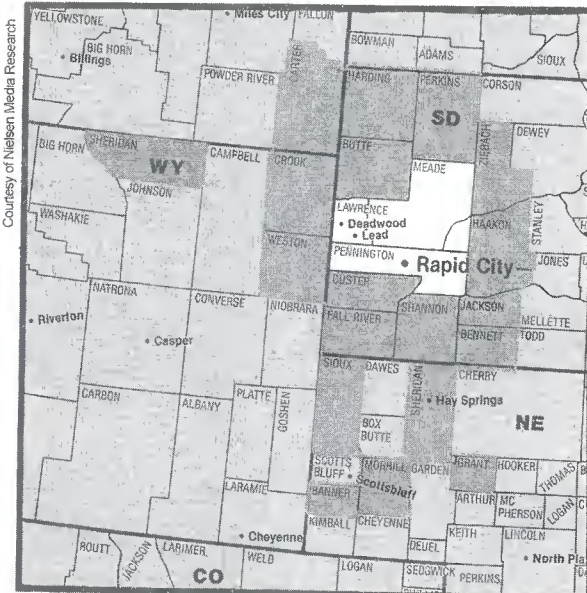 Courtesy of Nielsen Media Research
YELLOWSTONE
Miles City
FALLON
BIG HORN
Billings
POWDER RIVER
CARTER
BOWMAN
ADAMS
SIOUX
HARDING
PERKINS
CORSON
SD
ZIEBACH
DEWEY
BIG HORN
SHERIDAN
WY
CAMPBELL
CROOK
BUTTE
MEADE
JOHNSON
WASHAKIE
LAWRENCE
Deadwood
Lead
HAAKON
STANLEY
WESTON
PENNINGTON
Rapid City
JONES
CUSTER
NATRONA
CONVERSE
NIOBRARA
SHANNON
JACKSON
MELLETTE
Riverton
FALL RIVER
BENNETT
TODD
Casper
SIOUX
DAWES
SHERIDAN
CHERRY
Hay Springs
CARBON
ALBANY
PLATTE
GOSHEN
BOX
BUTTE
NE
SCOTTS
BLUFF
MORRILL
GARDEN
GRANT
HOOKER
THOMAS
Scottsbluff
LARAMIE
BANNER
ARTHUR
MC
PHERSON
LOGAN
KIMBALL
CHEYENNE
KEITH
LINCOLN
Cheyenne
DEUEL
ROUTT
JACKSON
LARIMER
WELD
LOGAN
SEDGWICK
PERKINS
North Pla
CO